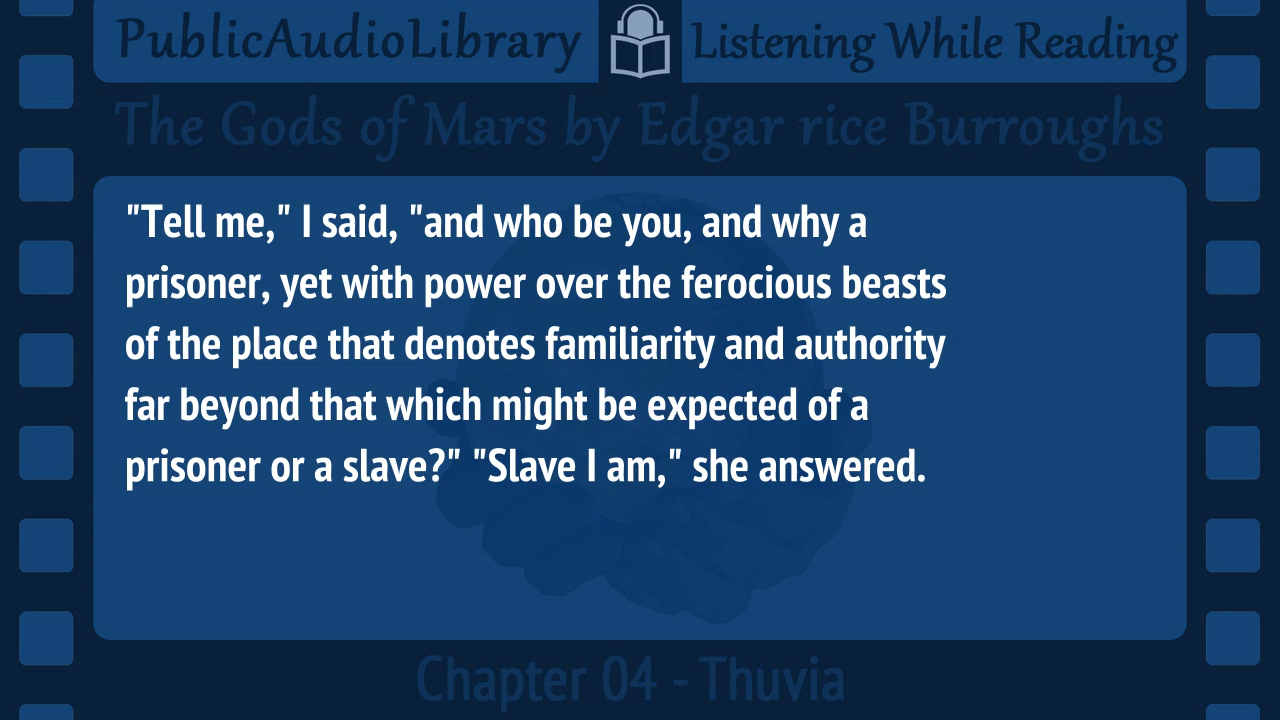 PublicAudioLibrary Listening While Reading
The Gods of Mars by Edgar rice Burroughs
"Tell me," I said, "and who be you, and why a
prisoner, yet with power over the ferocious beasts
of the place that denotes familiarity and authority
far beyond that which might be expected of a
prisoner or a slave?" "Slave I am," she answered.
Chapter 04 - Thuvia